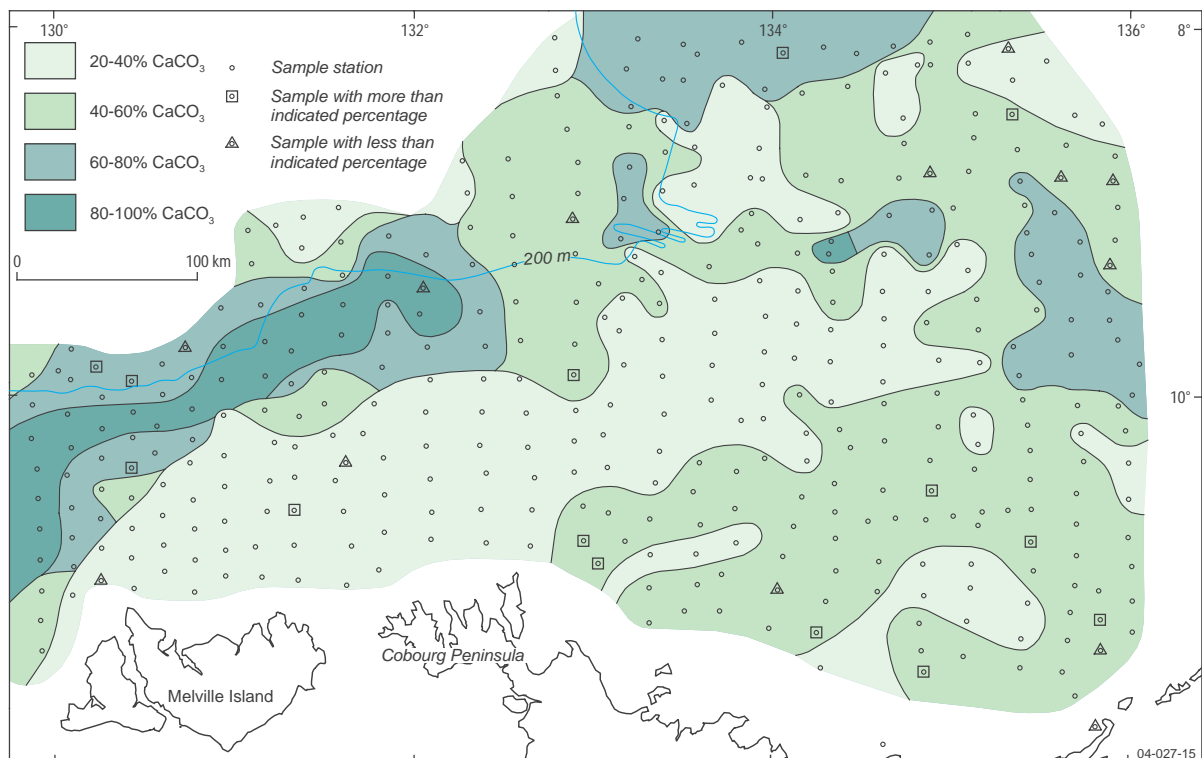 130°
132°
134°
136°
8°
20-40% CaCO₃
40-60% CaCO₃
60-80% CaCO₃
80-100% CaCO₃
Sample station
Sample with more than
indicated percentage
Sample with less than
indicated percentage
0
100 km
200 m
10°
Cobourg Peninsula
Melville Island
04-027-15